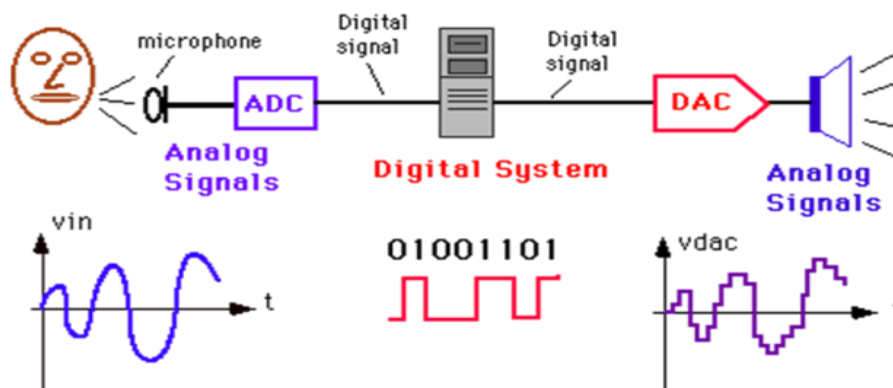 Digital
signal
microphone
Digital
signal
ADC
DAC
Analog
Signals
Digital System
Analog
Signals
vin
t
01001101
vdac